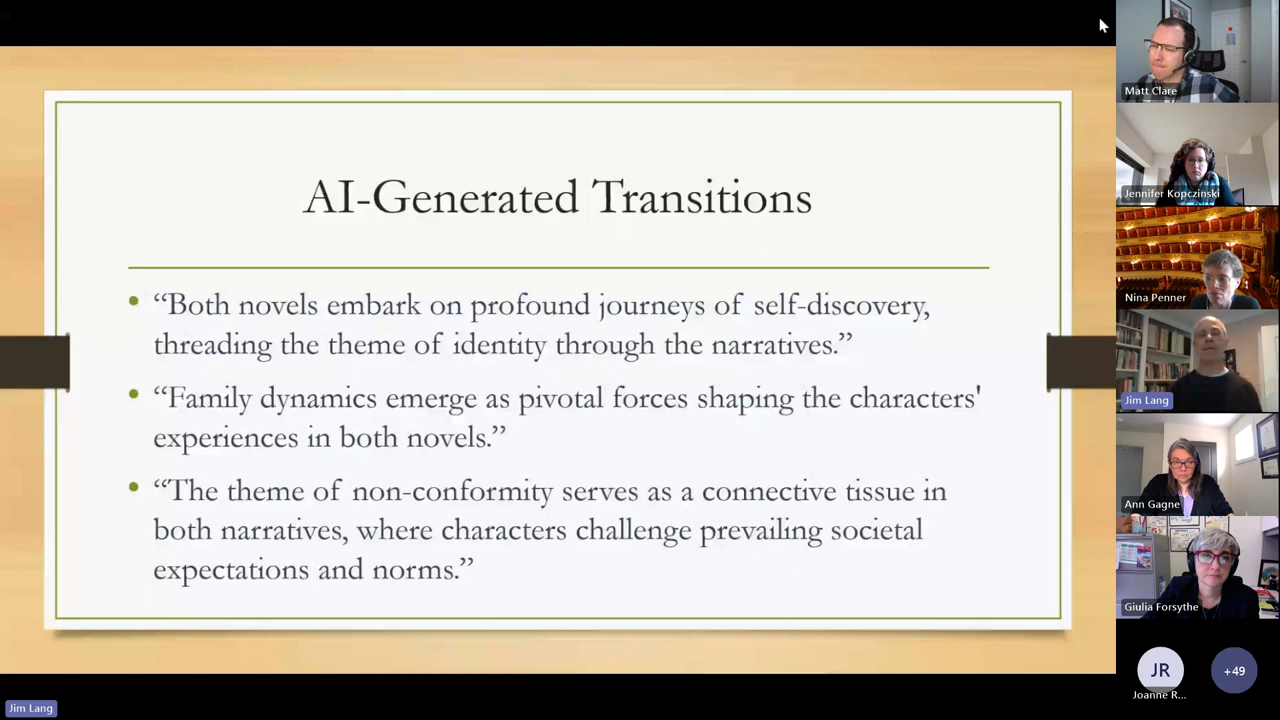 AI-Generated Transitions
“Both novels embark on profound journeys of self-discovery,
threading the theme of identity through the narratives.”
“Family dynamics emerge as pivotal forces shaping the characters'
experiences in both novels.”
“The theme of non-conformity serves as a connective tissue in
both narratives, where characters challenge prevailing societal
expectations and norms.”
Matt Clare
Jennifer Kopczinski
Nina Penner
Jim Lang
Ann Gagne
Giulia Forsythe
JR
+49
Joanne R...
Jim Lang